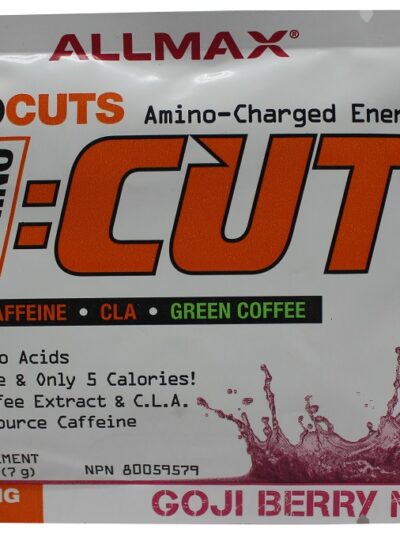 ALLMAX®
CUTS Amino-Charged Ener
:CUT
AFFEINE • CLA • GREEN COFFEE
o Acids
e & Only 5 Calories!
fee Extract & C.L.A.
ource Caffeine
EMENT
(7 g) NPN 80059579
NG
GOJI BERRY M